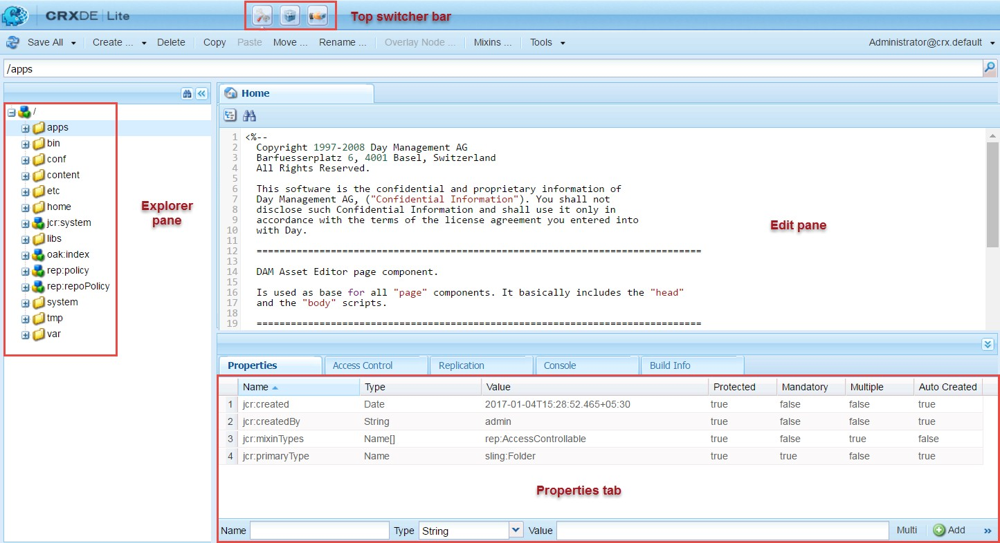 CRXDE | Lite
Top switcher bar
Save All Create ... Delete Copy Paste Move ... Rename ... Overlay Node ... Mixins ... Tools Administrator@crx.default
/apps
/
apps
bin
conf
content
etc
home
jcr:system
libs
oak:index
rep:policy
rep:repoPolicy
system
tmp
var
Explorer
pane
Home
1 <%--
2 Copyright 1997-2008 Day Management AG
3 Barfuesserplatz 6, 4001 Basel, Switzerland
4 All Rights Reserved.
5
6 This software is the confidential and proprietary information of
7 Day Management AG, ("Confidential Information"). You shall not
8 disclose such Confidential Information and shall use it only in
9 accordance with the terms of the license agreement you entered into
10 with Day.
11
12 ==============================================================================
13
14 DAM Asset Editor page component.
15
16 Is used as base for all "page" components. It basically includes the "head"
17 and the "body" scripts.
18
19 ==============================================================================
Edit pane
Properties Access Control Replication Console Build Info
Name Type Value Protected Mandatory Multiple Auto Created
1 jcr:created Date 2017-01-04T15:28:52.465+05:30 true false false true
2 jcr:createdBy String admin true false false true
3 jcr:mixinTypes Name[] rep:AccessControllable true false true false
4 jcr:primaryType Name sling:Folder true true false true
Properties tab
Name Type String Value Multi Add »